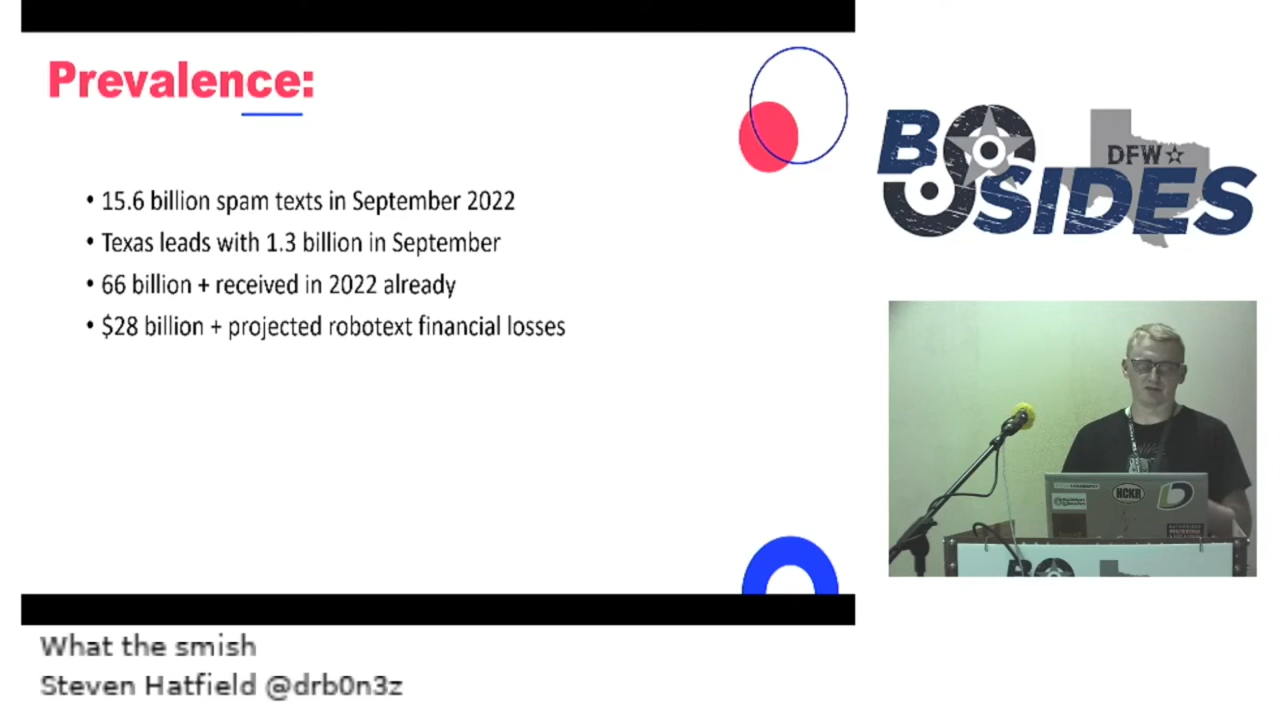 Prevalence:
• 15.6 billion spam texts in September 2022
• Texas leads with 1.3 billion in September
• 66 billion + received in 2022 already
• $28 billion + projected robotext financial losses
BSIDES
DFW
HCKR
What the smish
Steven Hatfield @drb0n3z